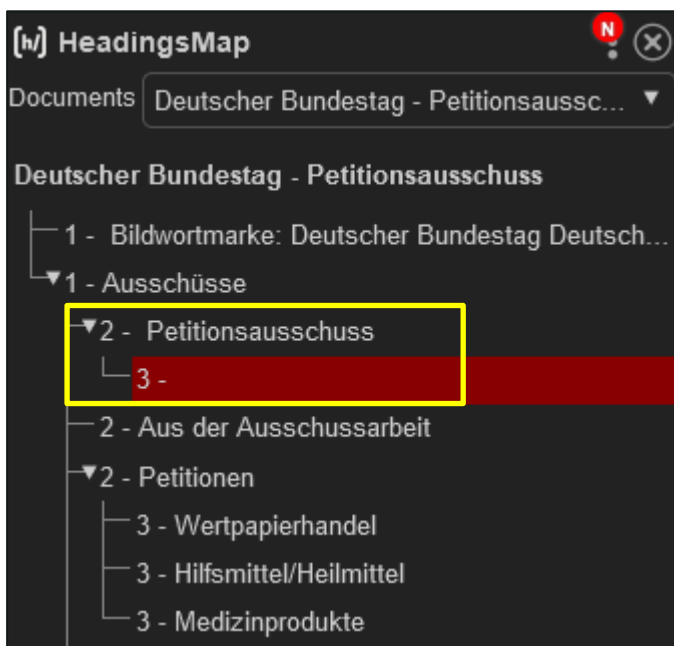 [h/] HeadingsMap N
Documents Deutscher Bundestag - Petitionsaussc...
Deutscher Bundestag - Petitionsausschuss
1 - Bildwortmarke: Deutscher Bundestag Deutsch...
1 - Ausschüsse
2 - Petitionsausschuss
3 -
2 - Aus der Ausschussarbeit
2 - Petitionen
3 - Wertpapierhandel
3 - Hilfsmittel/Heilmittel
3 - Medizinprodukte